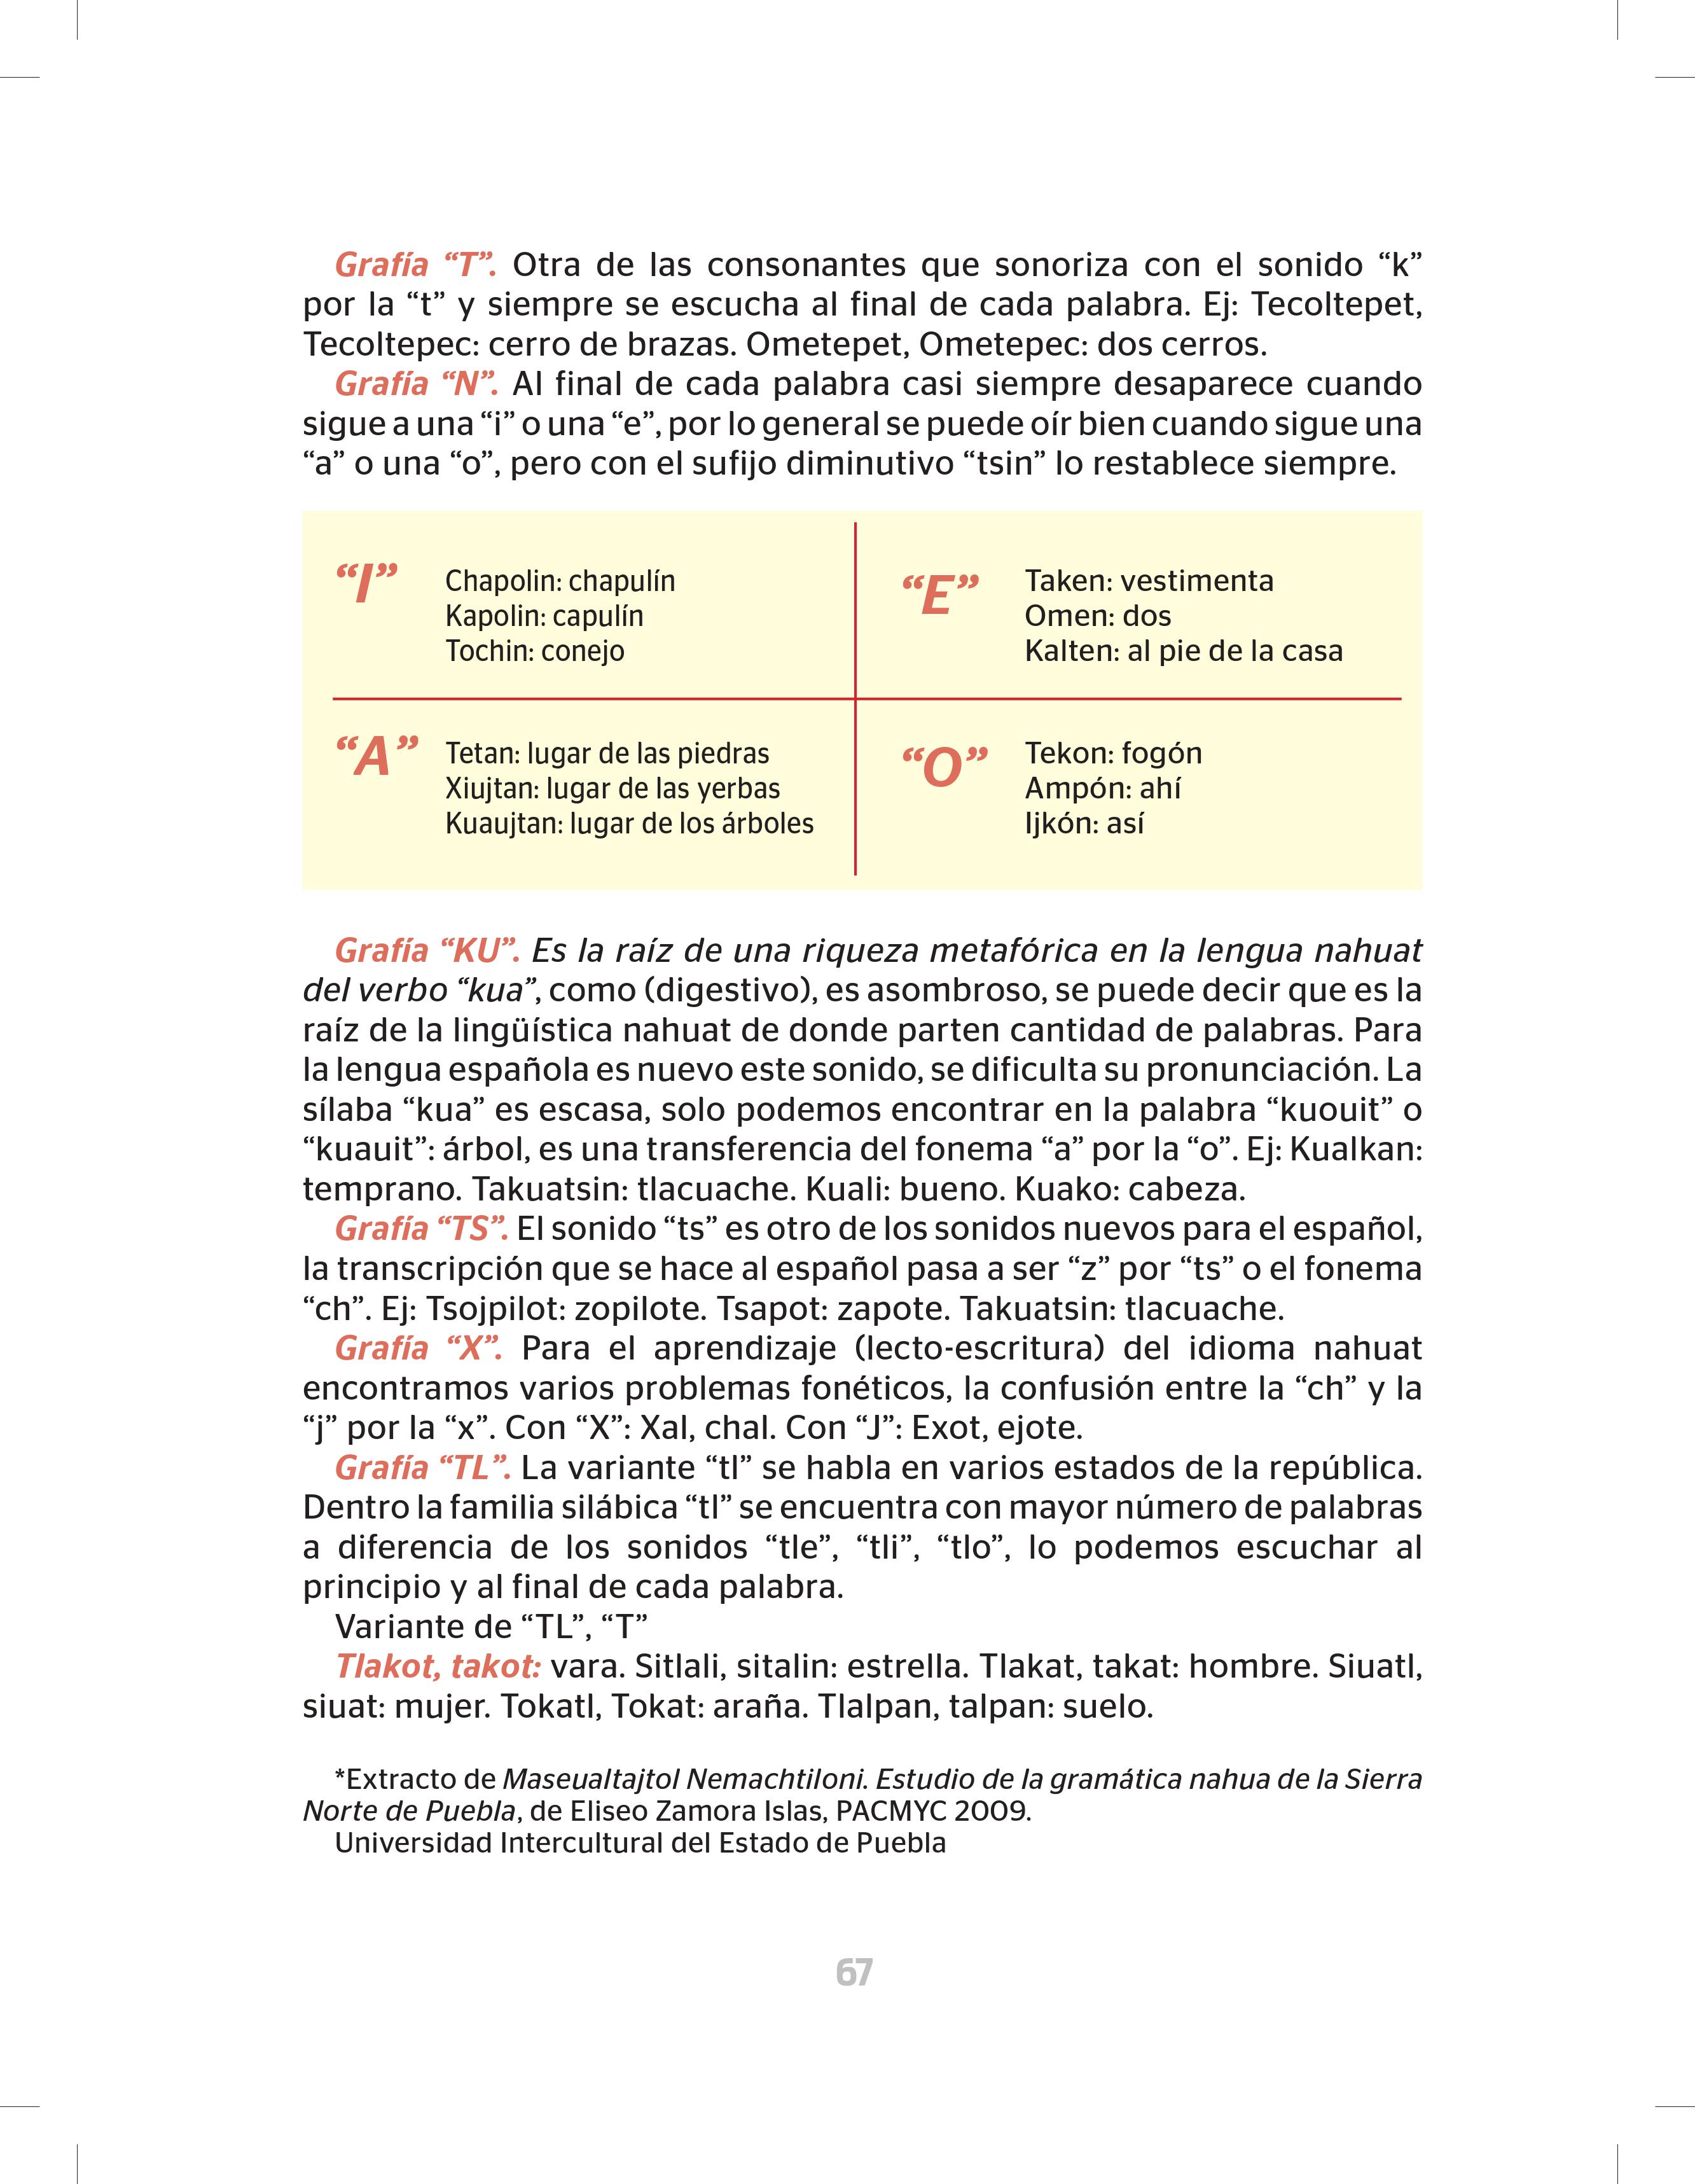 Grafía “T”. Otra de las consonantes que sonoriza con el sonido “k”
por la “t” y siempre se escucha al final de cada palabra. Ej: Tecoltepet,
Tecoltepec: cerro de brazas. Ometepet, Ometepec: dos cerros.
Grafía “N”. Al final de cada palabra casi siempre desaparece cuando
sigue a una “i” o una “e”, por lo general se puede oír bien cuando sigue una
“a” o una “o”, pero con el sufijo diminutivo “tsin” lo restablece siempre.
“I”
Chapolin: chapulín
Kapolin: capulín
Tochin: conejo
“E”
Taken: vestimenta
Omen: dos
Kalten: al pie de la casa
“A”
Tetan: lugar de las piedras
Xiujtan: lugar de las yerbas
Kuaujtan: lugar de los árboles
“O”
Tekon: fogón
Ampón: ahí
Ijkón: así
Grafía “KU”. Es la raíz de una riqueza metafórica en la lengua nahuat
del verbo “kua”, como (digestivo), es asombroso, se puede decir que es la
raíz de la lingüística nahuat de donde parten cantidad de palabras. Para
la lengua española es nuevo este sonido, se dificulta su pronunciación. La
sílaba “kua” es escasa, solo podemos encontrar en la palabra “kuouit” o
“kuauit”: árbol, es una transferencia del fonema “a” por la “o”. Ej: Kualkan:
temprano. Takuatsin: tlacuache. Kuali: bueno. Kuako: cabeza.
Grafía “TS”. El sonido “ts” es otro de los sonidos nuevos para el español,
la transcripción que se hace al español pasa a ser “z” por “ts” o el fonema
“ch”. Ej: Tsojpilot: zopilote. Tsapot: zapote. Takuatsin: tlacuache.
Grafía “X”. Para el aprendizaje (lecto-escritura) del idioma nahuat
encontramos varios problemas fonéticos, la confusión entre la “ch” y la
“j” por la “x”. Con “X”: Xal, chal. Con “J”: Exot, ejote.
Grafía “TL”. La variante “tl” se habla en varios estados de la república.
Dentro la familia silábica “tl” se encuentra con mayor número de palabras
a diferencia de los sonidos “tle”, “tli”, “tlo”, lo podemos escuchar al
principio y al final de cada palabra.
Variante de “TL”, “T”
Tlakot, takot: vara. Sitlali, sitalin: estrella. Tlakat, takat: hombre. Siuatl,
siuat: mujer. Tokatl, Tokat: araña. Tlalpan, talpan: suelo.
*Extracto de Maseualtajtol Nemachtiloni. Estudio de la gramática nahua de la Sierra
Norte de Puebla, de Eliseo Zamora Islas, PACMYC 2009.
Universidad Intercultural del Estado de Puebla
67